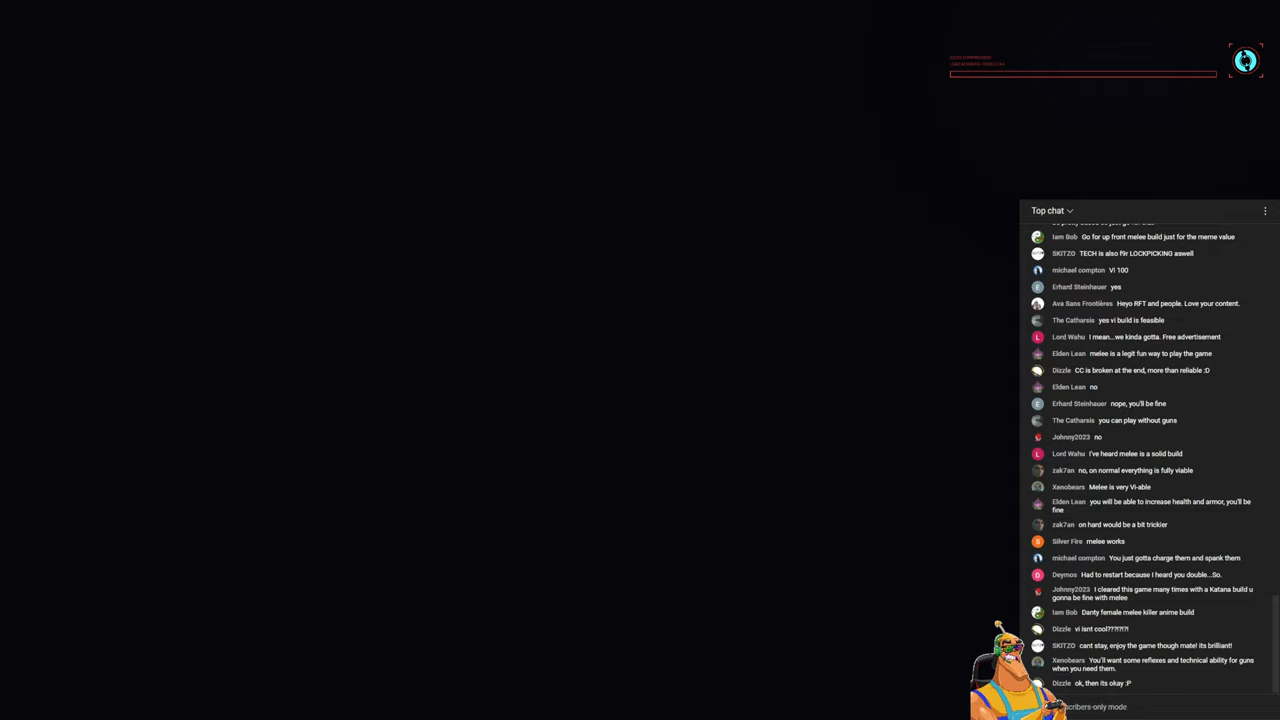 Top chat
Iam Bob Go for up front melee build just for the meme value
SKITZO TECH is also f9r LOCKPICKING aswell
michael compton Vi 100
Erhard Steinhauer yes
Ava Sans Frontières Heyo RFT and people. Love your content.
The Catharsis yes vi build is feasible
Lord Wahu I mean...we kinda gotta. Free advertisement
Elden Lean melee is a legit fun way to play the game
Dizzle CC is broken at the end, more than reliable :D
Elden Lean no
Erhard Steinhauer nope, you'll be fine
The Catharsis you can play without guns
Johnny2023 no
Lord Wahu I've heard melee is a solid build
zak7an no, on normal everything is fully viable
Xenobears Melee is very Vi-able
Elden Lean you will be able to increase health and armor, you'll be
fine
zak7an on hard would be a bit trickier
Silver Fire melee works
michael compton You just gotta charge them and spank them
Deymos Had to restart because I heard you double...So.
Johnny2023 I cleared this game many times with a Katana build u
gonna be fine with melee
Iam Bob Danty female melee killer anime build
Dizzle vi isnt cool???!?!?!
SKITZO cant stay, enjoy the game though mate! its brilliant!
Xenobears You'll want some reflexes and technical ability for guns
when you need them.
Dizzle ok, then its okay :P
scribers-only mode